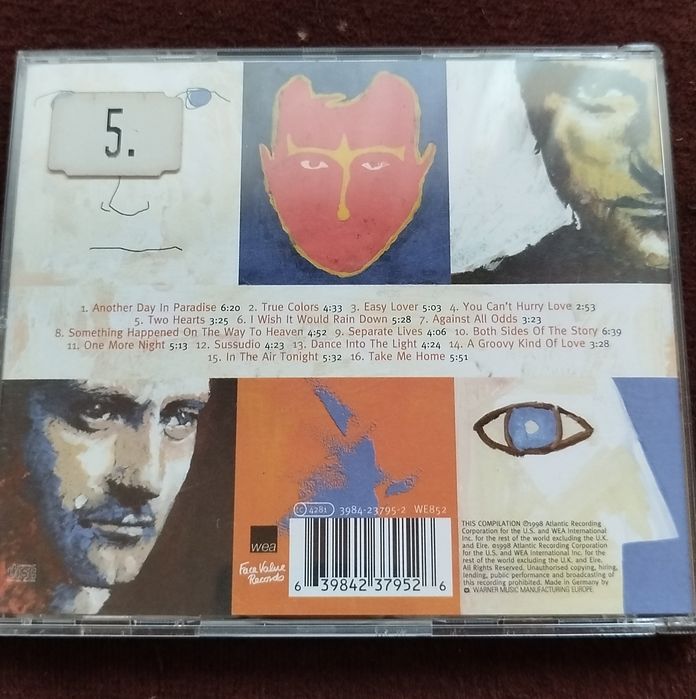 5.
1. Another Day In Paradise 6:20 2. True Colors 4:33 3. Easy Lover 5:03 4. You Can't Hurry Love 2:53
5. Two Hearts 3:25 6. I Wish It Would Rain Down 5:28 7. Against All Odds 3:23
8. Something Happened On The Way To Heaven 4:52 9. Separate Lives 4:06 10. Both Sides Of The Story 6:39
11. One More Night 5:13 12. Sussudio 4:23 13. Dance Into The Light 4:24 14. A Groovy Kind Of Love 3:28
15. In The Air Tonight 5:32 16. Take Me Home 5:51
LC 4281 3984-23795-2 WE852
wea
Face Value
Records
6 39842 37952 6
THIS COMPILATION ℗1998 Atlantic Recording
Corporation for the U.S. and WEA International
Inc. for the rest of the world excluding the U.K.
and Eire. ©1998 Atlantic Recording Corporation
for the U.S. and WEA International Inc. for the
rest of the world excluding the U.K. and Eire.
All Rights Reserved. Unauthorised copying, hiring,
lending, public performance and broadcasting of
this recording prohibited. Made in Germany by
WARNER MUSIC MANUFACTURING EUROPE